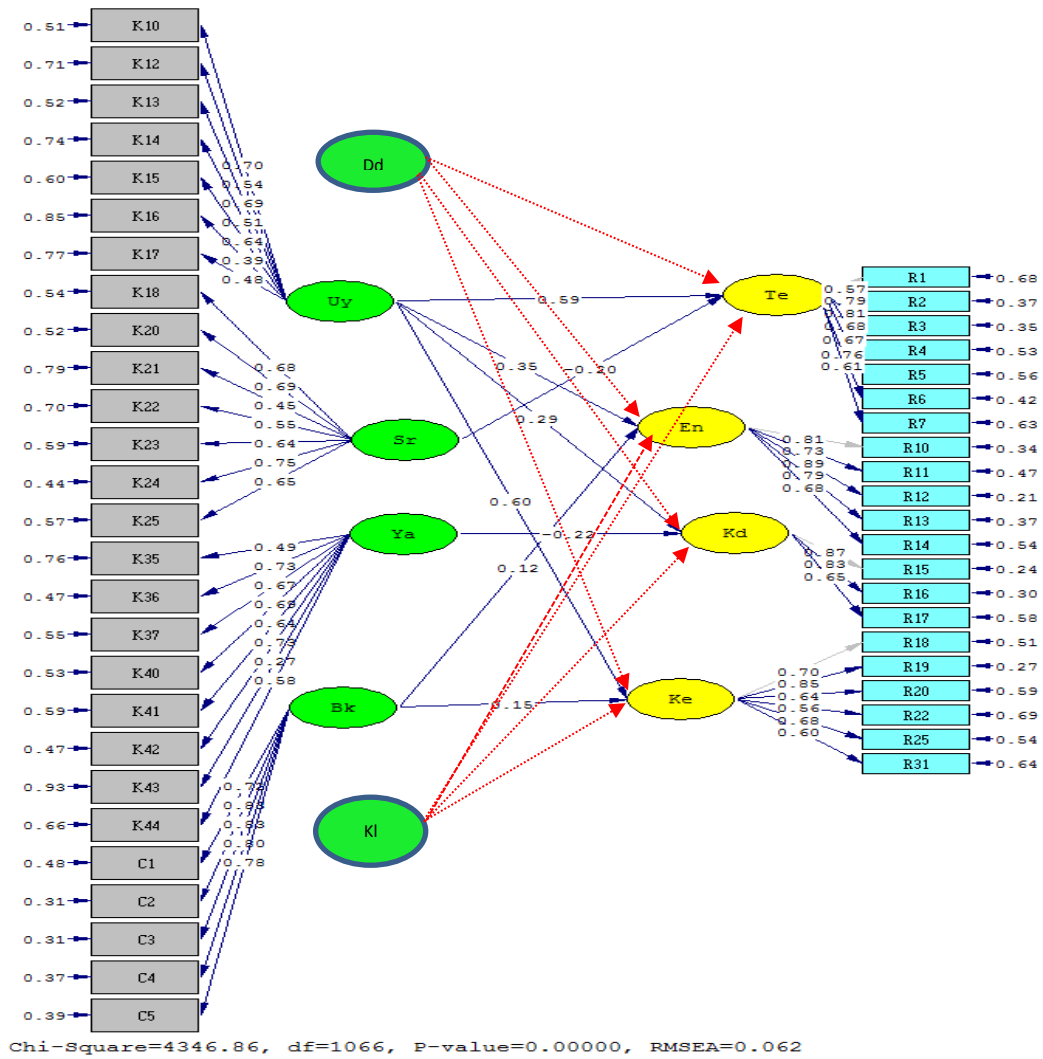 0.51 K10
0.71 K12
0.52 K13
0.74 K14
0.60 K15
0.85 K16
0.77 K17
0.54 K18
0.52 K20
0.79 K21
0.70 K22
0.59 K23
0.44 K24
0.57 K25
0.76 K35
0.47 K36
0.55 K37
0.53 K40
0.59 K41
0.47 K42
0.93 K43
0.66 K44
0.48 C1
0.31 C2
0.31 C3
0.37 C4
0.39 C5
0.70
0.54
0.69
0.51
0.64
0.39
0.48
0.68
0.69
0.45
0.55
0.64
0.75
0.65
0.49
0.73
0.67
0.64
0.73
0.27
0.58
0.72
0.83
0.83
0.80
0.78
Dd
Uy
Sr
Ya
Bk
Kl
0.59
0.35
-0.20
0.29
0.60
-0.22
0.12
0.15
Te
En
Kd
Ke
0.57
0.79
0.81
0.68
0.67
0.76
0.61
0.81
0.73
0.89
0.79
0.68
0.87
0.83
0.65
0.70
0.85
0.64
0.56
0.68
0.60
R1 0.68
R2 0.37
R3 0.35
R4 0.53
R5 0.56
R6 0.42
R7 0.63
R10 0.34
R11 0.47
R12 0.21
R13 0.37
R14 0.54
R15 0.24
R16 0.30
R17 0.58
R18 0.51
R19 0.27
R20 0.59
R22 0.69
R25 0.54
R31 0.64
Chi-Square=4346.86, df=1066, P-value=0.00000, RMSEA=0.062